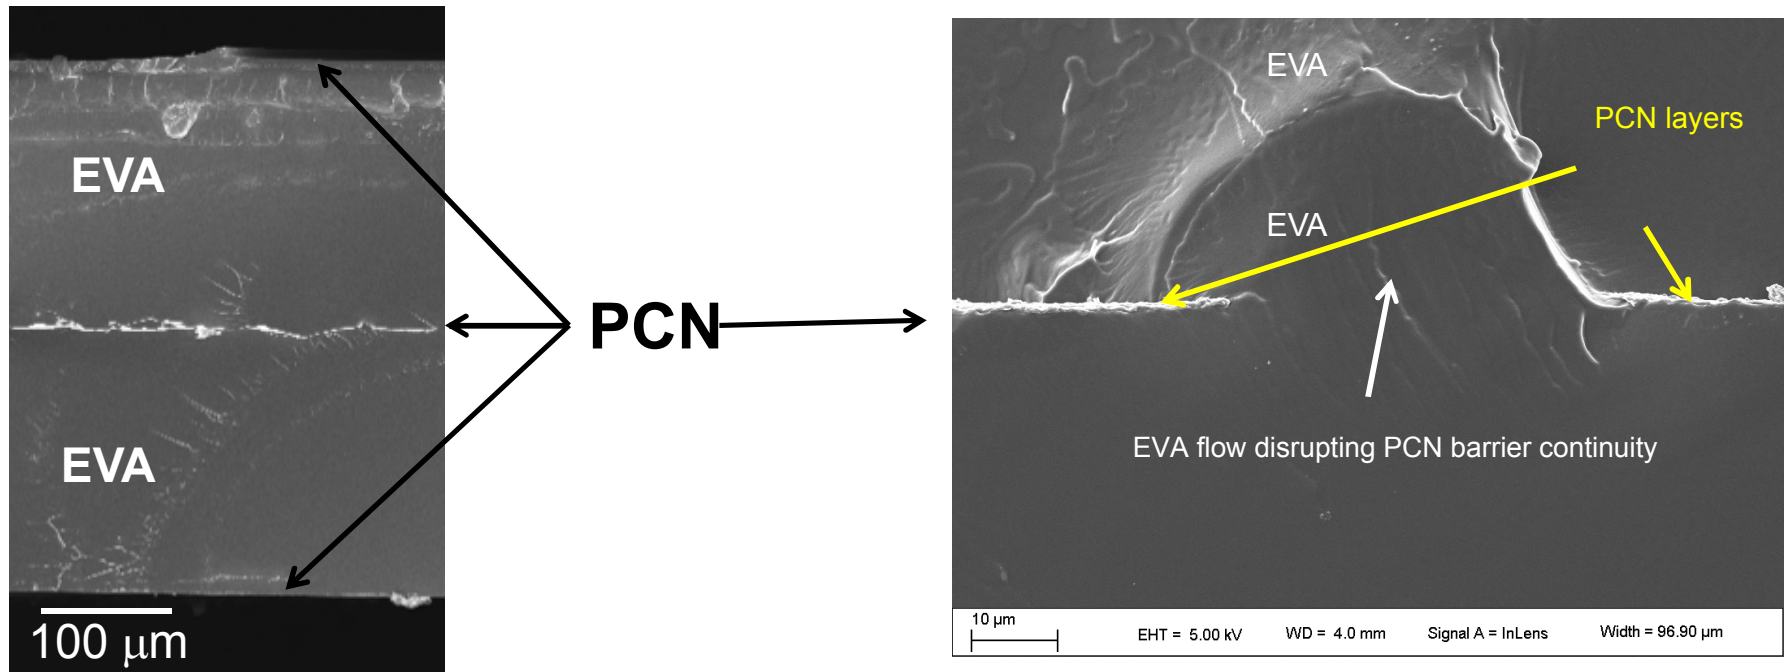 EVA
EVA
100 μm
PCN
EVA
PCN layers
EVA
EVA flow disrupting PCN barrier continuity
10 μm
EHT = 5.00 kV WD = 4.0 mm Signal A = InLens Width = 96.90 μm